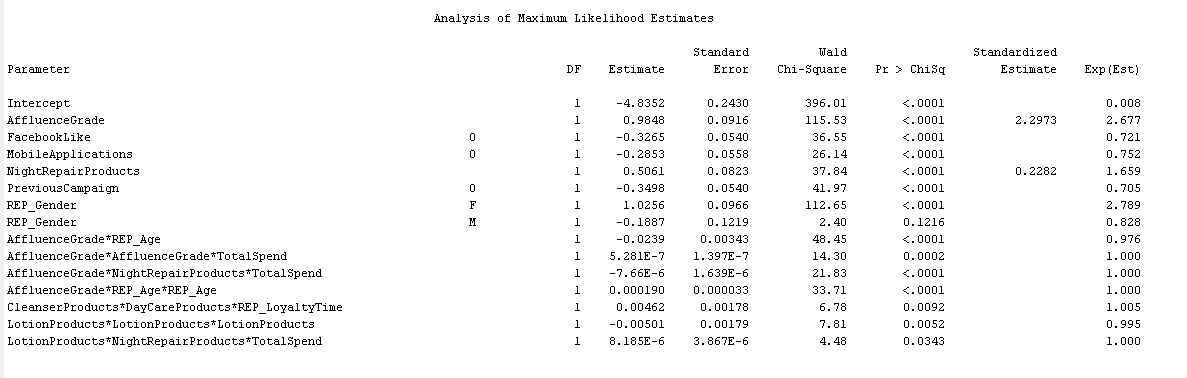 Analysis of Maximum Likelihood Estimates
Standard Wald Standardized
Parameter DF Estimate Error Chi-Square Pr > ChiSq Estimate Exp(Est)
Intercept 1 -4.8352 0.2430 396.01 <.0001 0.008
AffluenceGrade 1 0.9848 0.0916 115.53 <.0001 2.2973 2.677
FacebookLike 0 1 -0.3265 0.0540 36.55 <.0001 0.721
MobileApplications 0 1 -0.2853 0.0558 26.14 <.0001 0.752
NightRepairProducts 1 0.5061 0.0823 37.84 <.0001 0.2282 1.659
PreviousCampaign 0 1 -0.3498 0.0540 41.97 <.0001 0.705
REP_Gender F 1 1.0256 0.0966 112.65 <.0001 2.789
REP_Gender M 1 -0.1887 0.1219 2.40 0.1216 0.828
AffluenceGrade*REP_Age 1 -0.0239 0.00343 48.45 <.0001 0.976
AffluenceGrade*AffluenceGrade*TotalSpend 1 5.281E-7 1.397E-7 14.30 0.0002 1.000
AffluenceGrade*NightRepairProducts*TotalSpend 1 -7.66E-6 1.639E-6 21.83 <.0001 1.000
AffluenceGrade*REP_Age*REP_Age 1 0.000190 0.000033 33.71 <.0001 1.000
CleanserProducts*DayCareProducts*REP_LoyaltyTime 1 0.00462 0.00178 6.78 0.0092 1.005
LotionProducts*LotionProducts*LotionProducts 1 -0.00501 0.00179 7.81 0.0052 0.995
LotionProducts*NightRepairProducts*TotalSpend 1 8.185E-6 3.867E-6 4.48 0.0343 1.000